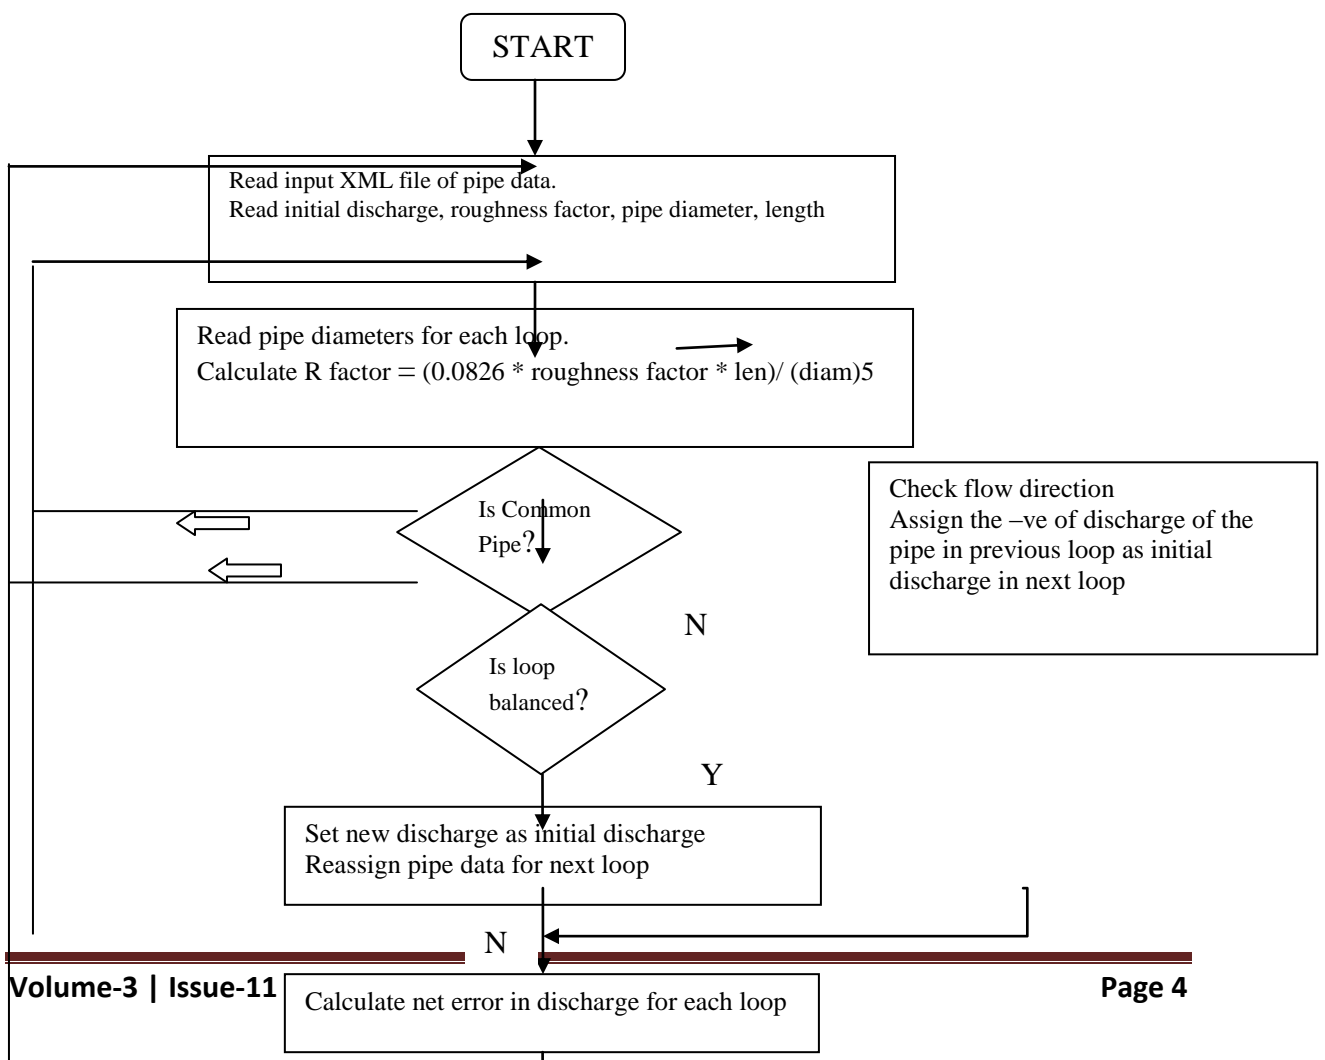 START
Read input XML file of pipe data.
Read initial discharge, roughness factor, pipe diameter, length
Read pipe diameters for each loop.
Calculate R factor = (0.0826 * roughness factor * len)/ (diam)5
Is Common
Pipe?
Check flow direction
Assign the –ve of discharge of the
pipe in previous loop as initial
discharge in next loop
N
Is loop
balanced?
Y
Set new discharge as initial discharge
Reassign pipe data for next loop
N
Volume-3 | Issue-11
Page 4
Calculate net error in discharge for each loop